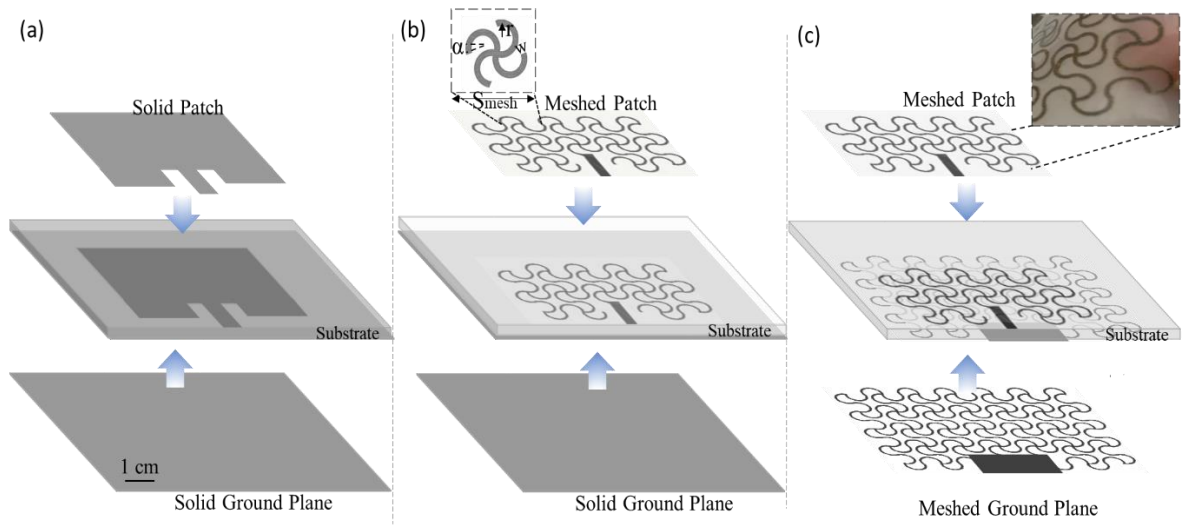 (a)
Solid Patch
Substrate
1 cm
Solid Ground Plane
(b)
α
r
w
Smesh
Meshed Patch
Substrate
Solid Ground Plane
(c)
Meshed Patch
Substrate
Meshed Ground Plane